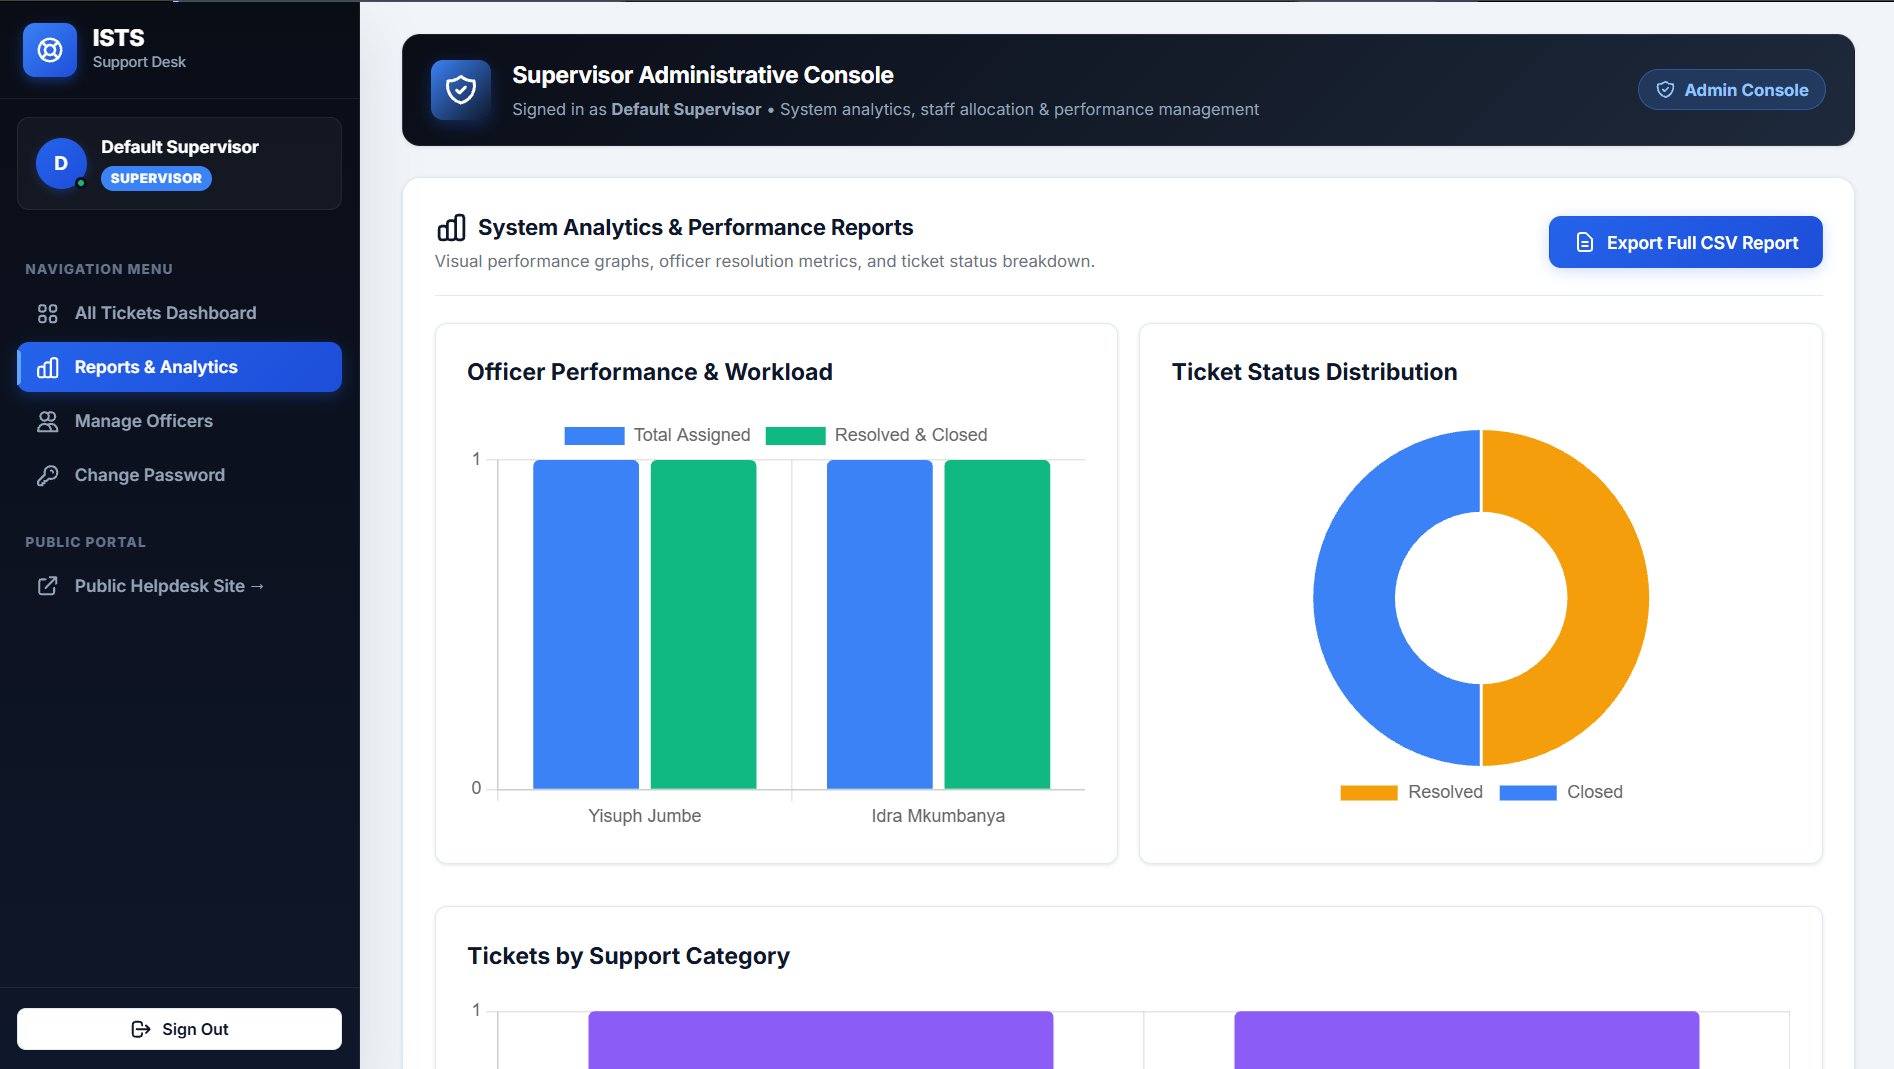 ISTS
Support Desk
D
Default Supervisor
SUPERVISOR
NAVIGATION MENU
All Tickets Dashboard
Reports & Analytics
Manage Officers
Change Password
PUBLIC PORTAL
Public Helpdesk Site →
Sign Out
Supervisor Administrative Console
Signed in as Default Supervisor • System analytics, staff allocation & performance management
Admin Console
System Analytics & Performance Reports
Visual performance graphs, officer resolution metrics, and ticket status breakdown.
Export Full CSV Report
Officer Performance & Workload
Total Assigned Resolved & Closed
1
0
Yisuph Jumbe Idra Mkumbanya
Ticket Status Distribution
Resolved Closed
Tickets by Support Category
1